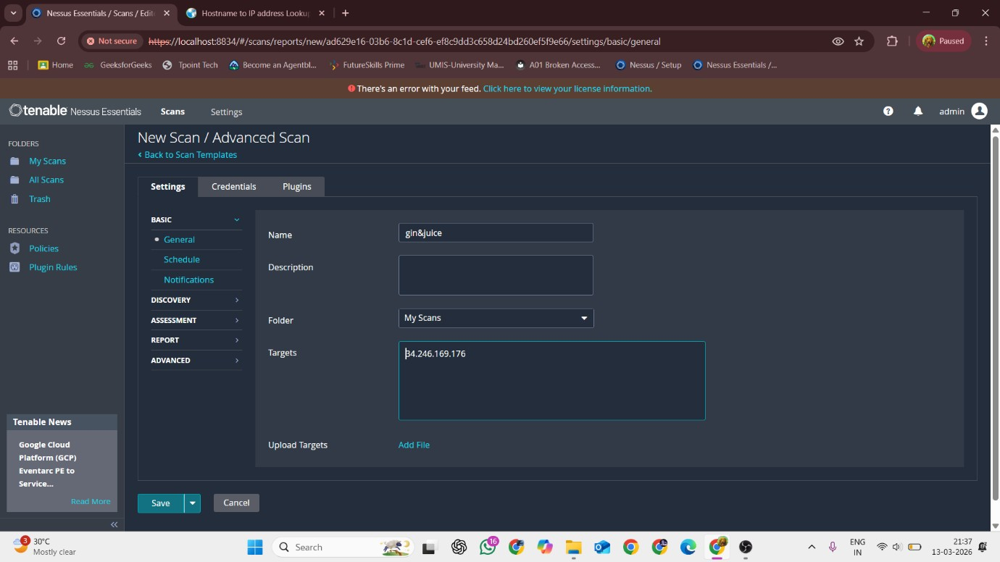 Nessus Essentials / Scans / Edit
Hostname to IP address Looku
Not secure
https://localhost:8834/#/scans/reports/new/ad629e16-03b6-8c1d-cef6-ef8c9dd3c658d24bd260ef5f9e66/settings/basic/general
Paused
Home
GeeksforGeeks
Tpoint Tech
Become an Agentbl...
FutureSkills Prime
UMIS-University Ma...
A01 Broken Access...
Nessus / Setup
Nessus Essentials /...
There's an error with your feed. Click here to view your license information.
tenable Nessus Essentials
Scans
Settings
admin
FOLDERS
My Scans
All Scans
Trash
RESOURCES
Policies
Plugin Rules
New Scan / Advanced Scan
< Back to Scan Templates
Settings
Credentials
Plugins
BASIC
General
Schedule
Notifications
DISCOVERY
ASSESSMENT
REPORT
ADVANCED
Name
gin&juice
Description
Folder
My Scans
Targets
34.246.169.176
Upload Targets
Add File
Save
Cancel
Tenable News
Google Cloud
Platform (GCP)
Eventarc PE to
Service...
Read More
3
30°C
Mostly clear
Search
16
ENG
IN
21:37
13-03-2026